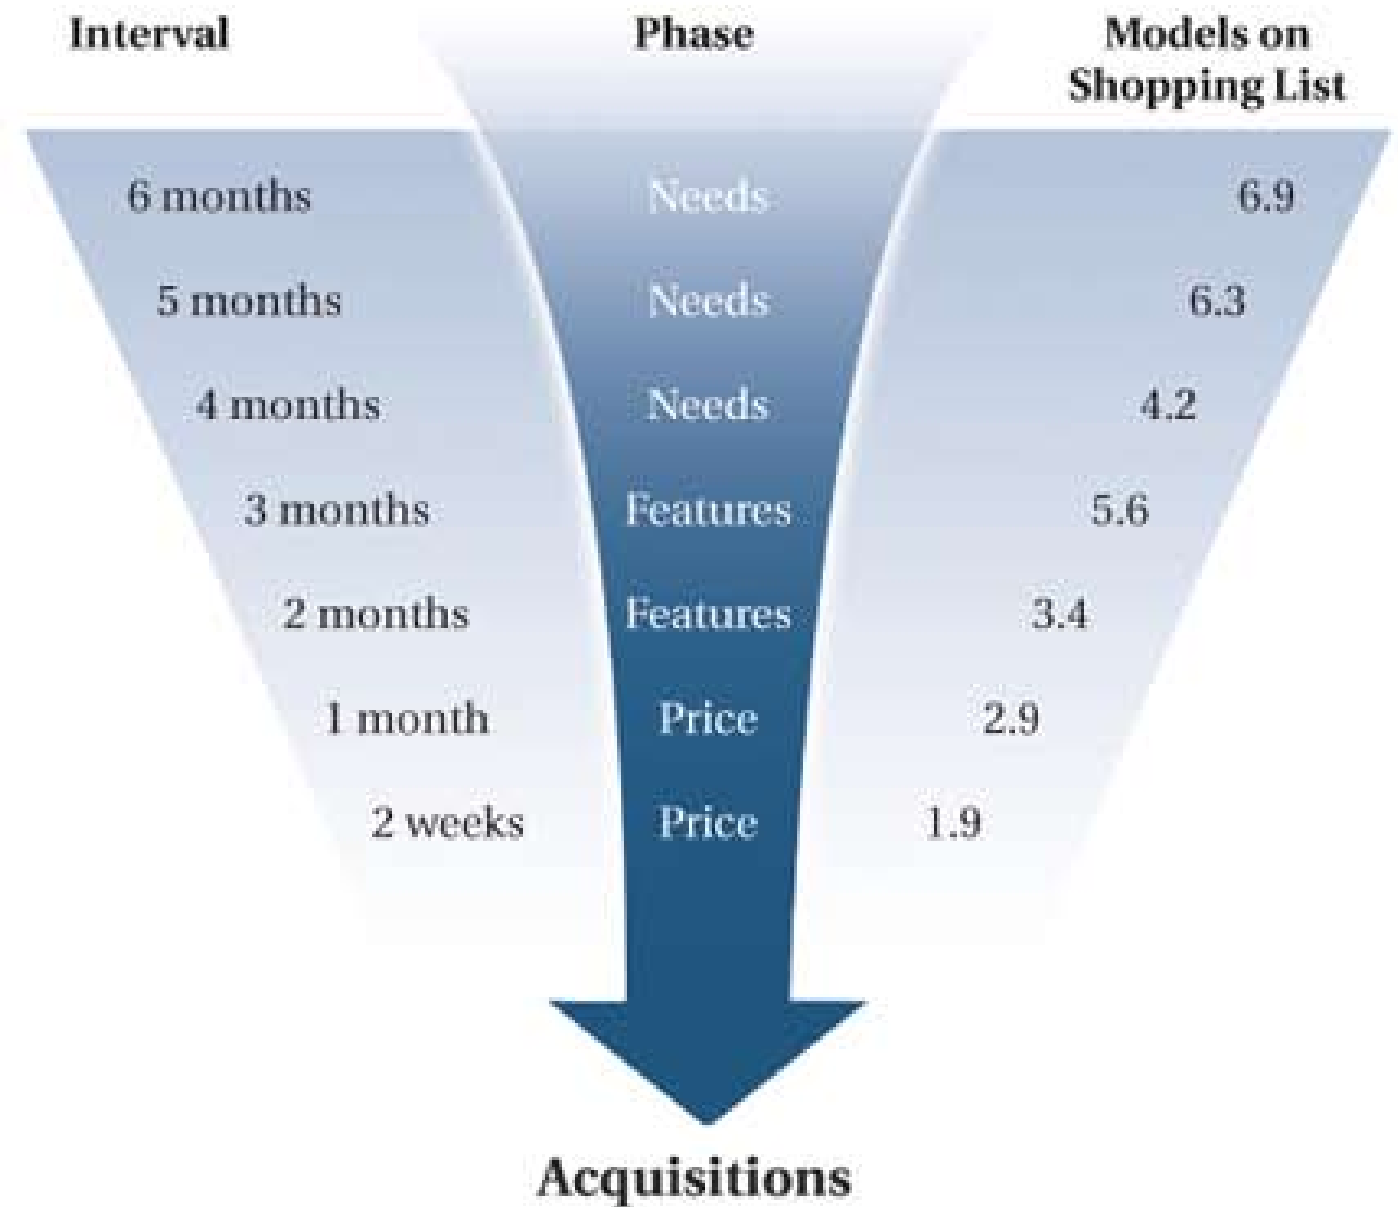 Interval Phase Models on
Shopping List
6 months Needs 6.9
5 months Needs 6.3
4 months Needs 4.2
3 months Features 5.6
2 months Features 3.4
1 month Price 2.9
2 weeks Price 1.9
Acquisitions